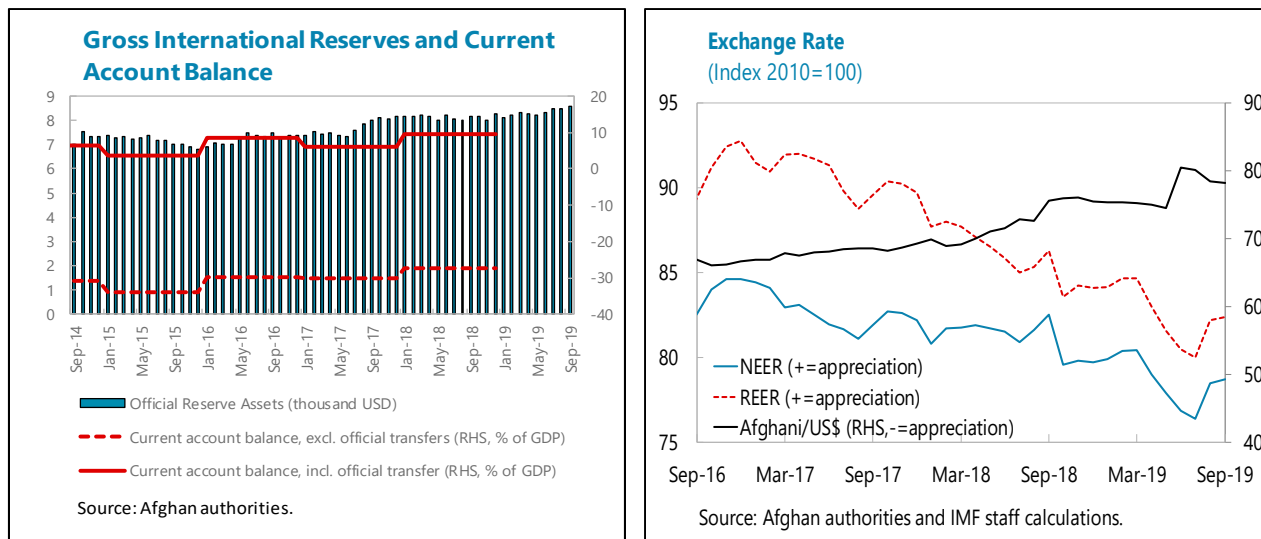 Gross International Reserves and Current
Account Balance
9
8
7
6
5
4
3
2
1
0
20
10
0
-10
-20
-30
-40
Sep-14
Jan-15
May-15
Sep-15
Jan-16
May-16
Sep-16
Jan-17
May-17
Sep-17
Jan-18
May-18
Sep-18
Jan-19
May-19
Sep-19
Official Reserve Assets (thousand USD)
Current account balance, excl. official transfers (RHS, % of GDP)
Current account balance, incl. official transfer (RHS, % of GDP)
Source: Afghan authorities.
Exchange Rate
(Index 2010=100)
95
90
85
80
75
90
80
70
60
50
40
NEER (+=appreciation)
REER (+=appreciation)
Afghani/US$ (RHS,-=appreciation)
Sep-16
Mar-17
Sep-17
Mar-18
Sep-18
Mar-19
Sep-19
Source: Afghan authorities and IMF staff calculations.